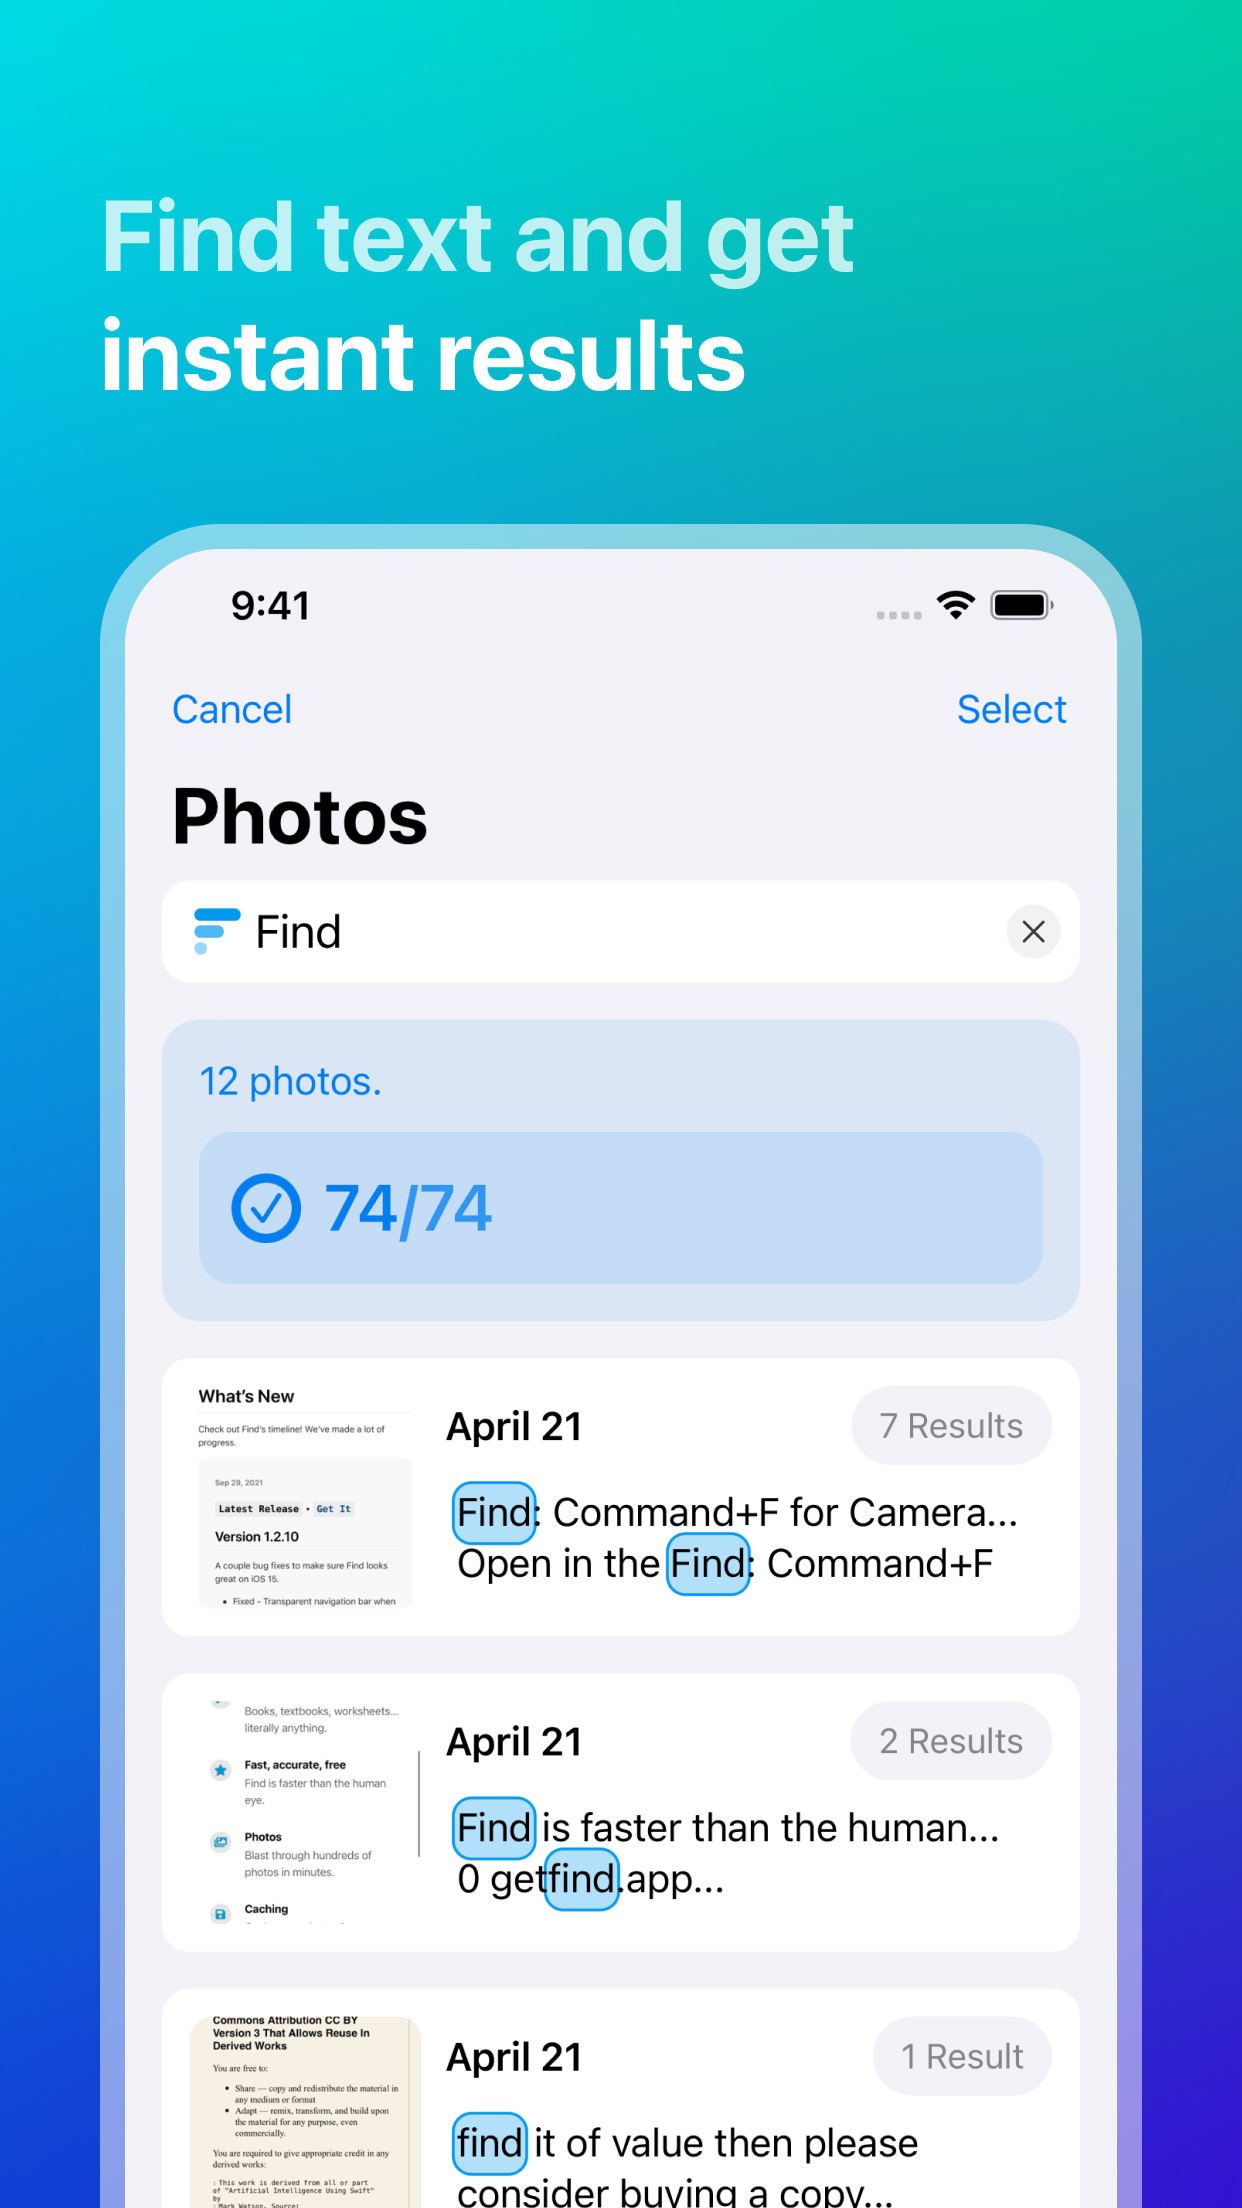 Find text and get
instant results
9:41
Cancel
Select
Photos
Find
12 photos.
74/74
What's New
Check out Find's timeline! We've made a lot of
progress.
Sep 29, 2021
Latest Release • Get It
Version 1.2.10
A couple bug fixes to make sure Find looks
great on iOS 15.
• Fixed - Transparent navigation bar when
April 21
7 Results
Find: Command+F for Camera...
Open in the Find: Command+F
Books, textbooks, worksheets...
literally anything.
Fast, accurate, free
Find is faster than the human
eye.
Photos
Blast through hundreds of
photos in minutes.
Caching
April 21
2 Results
Find is faster than the human...
0 getfind.app...
Commons Attribution CC BY
Version 3 That Allows Reuse In
Derived Works
You are free to:
• Share — copy and redistribute the material in
any medium or format
• Adapt — remix, transform, and build upon
the material for any purpose, even
commercially.
You are required to give appropriate credit in any
derived works:
: This work is derived from all or part
of "Artificial Intelligence Using Swift"
by
: Mark Watson. Source:
April 21
1 Result
find it of value then please
consider buying a copy...